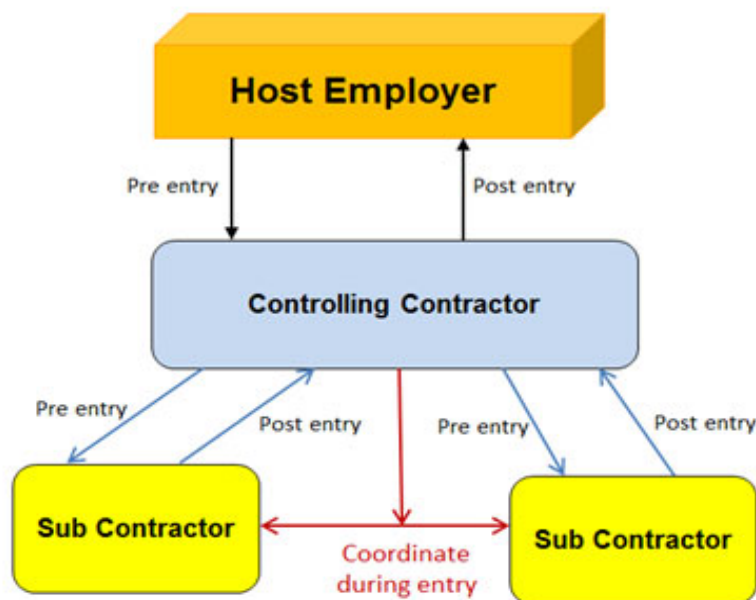 Host Employer
Pre entry
Post entry
Controlling Contractor
Pre entry
Post entry
Pre entry
Post entry
Sub Contractor
Coordinate
during entry
Sub Contractor